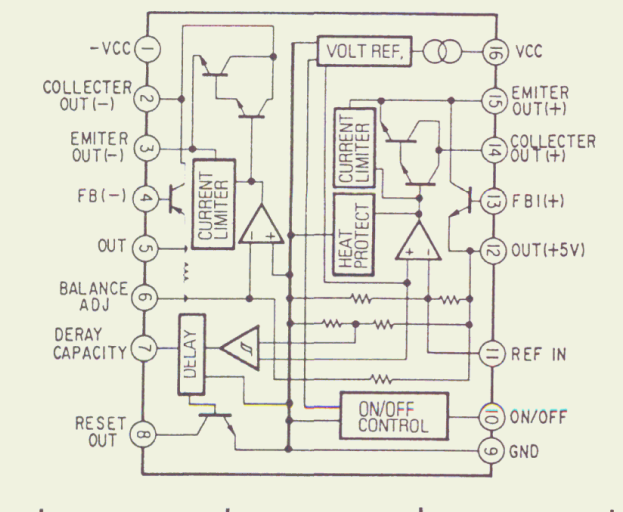 -VCC 1
COLLECTER
OUT(-) 2
EMITER
OUT(-) 3
FB(-) 4
OUT 5
BALANCE
ADJ 6
DERAY
CAPACITY 7
RESET
OUT 8
VOLT REF.
CURRENT
LIMITER
CURRENT
LIMITER
HEAT
PROTECT
- +
+ -
DELAY
ON/OFF
CONTROL
16 VCC
15 EMITER
OUT(+)
14 COLLECTER
OUT(+)
13 FB1(+)
12 OUT(+5V)
11 REF IN
10 ON/OFF
9 GND